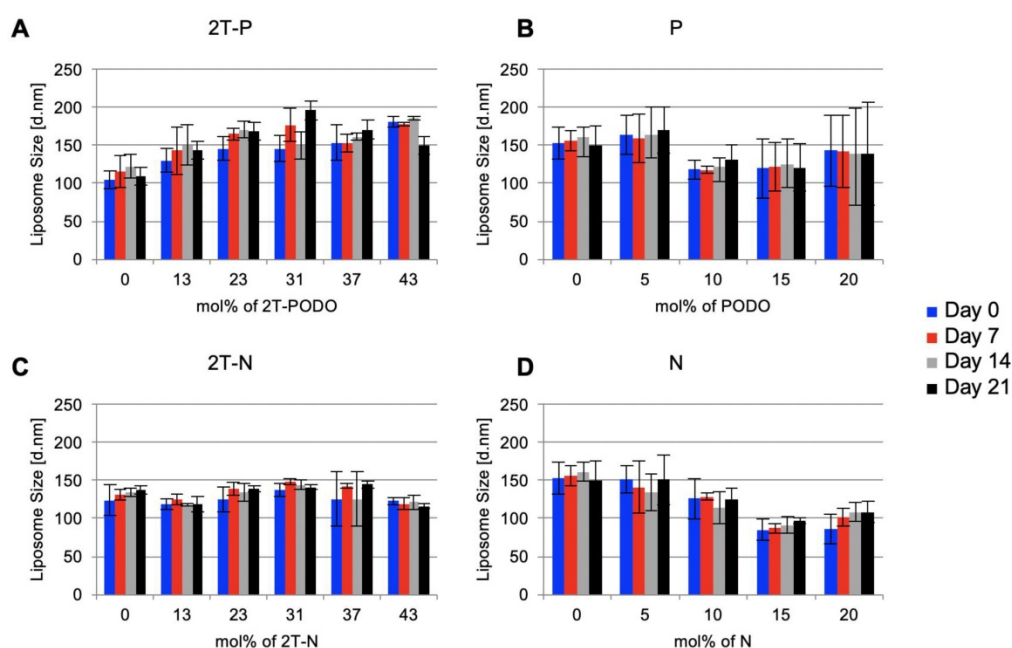 A
2T-P
Liposome Size [d.nm]
250
200
150
100
50
0
0 13 23 31 37 43
mol% of 2T-PODO
B
P
Liposome Size [d.nm]
250
200
150
100
50
0
0 5 10 15 20
mol% of PODO
Day 0
Day 7
Day 14
Day 21
C
2T-N
Liposome Size [d.nm]
250
200
150
100
50
0
0 13 23 31 37 43
mol% of 2T-N
D
N
Liposome Size [d.nm]
250
200
150
100
50
0
0 5 10 15 20
mol% of N